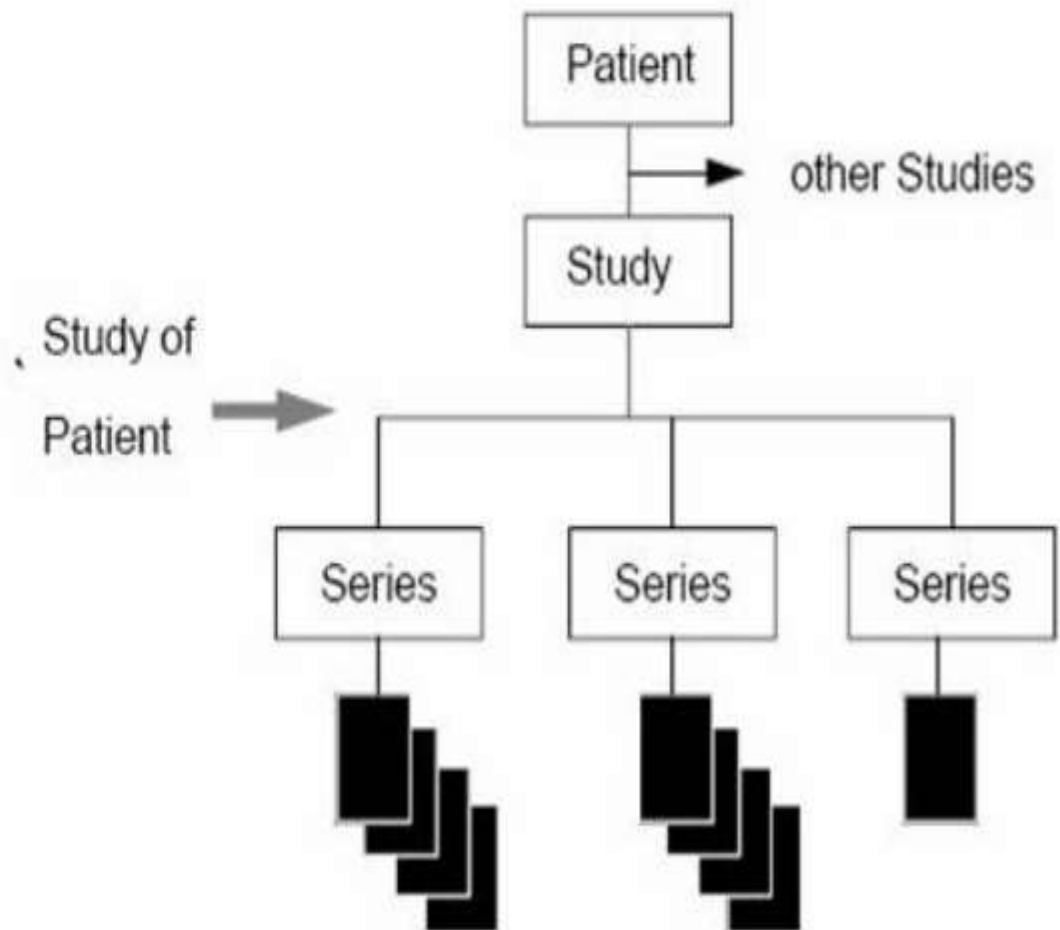 Patient
other Studies
Study
Study of
Patient
Series
Series
Series